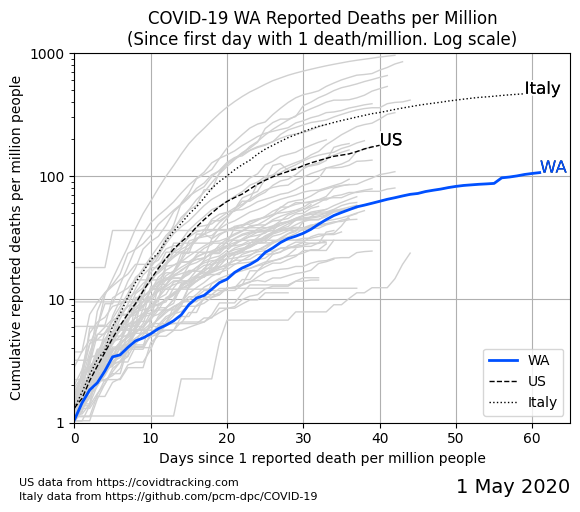 COVID-19 WA Reported Deaths per Million
(Since first day with 1 death/million. Log scale)
Cumulative reported deaths per million people
1000
100
10
1
Italy
US
WA
WA
US
Italy
0 10 20 30 40 50 60
Days since 1 reported death per million people
US data from https://covidtracking.com
Italy data from https://github.com/pcm-dpc/COVID-19
1 May 2020